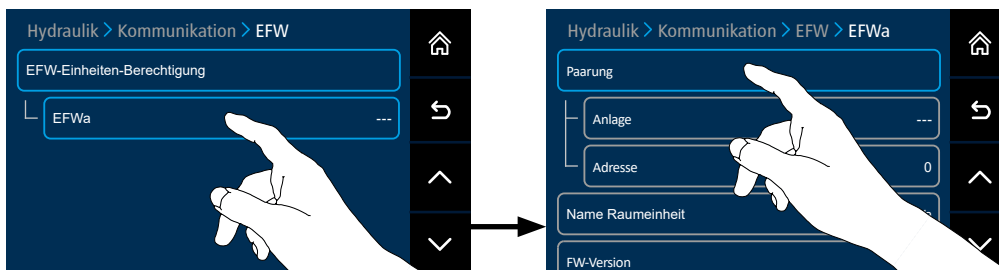 Hydraulik > Kommunikation > EFW
EFW-Einheiten-Berechtigung
EFWa ---
Hydraulik > Kommunikation > EFW > EFWa
Paarung
Anlage ---
Adresse 0
Name Raumeinheit
FW-Version